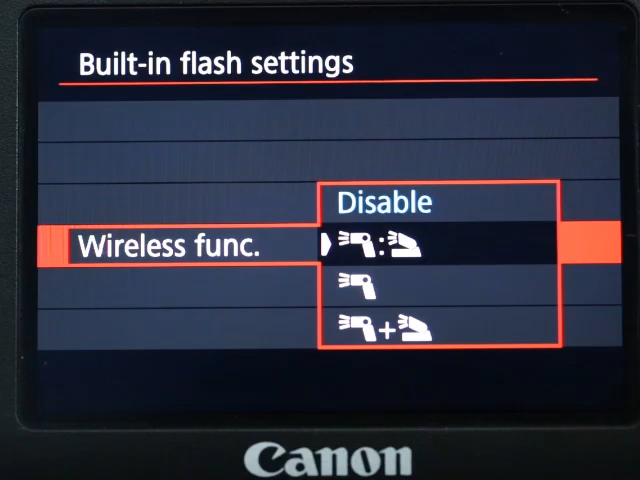 Built-in flash settings
Disable
Wireless func.
:
+
Canon